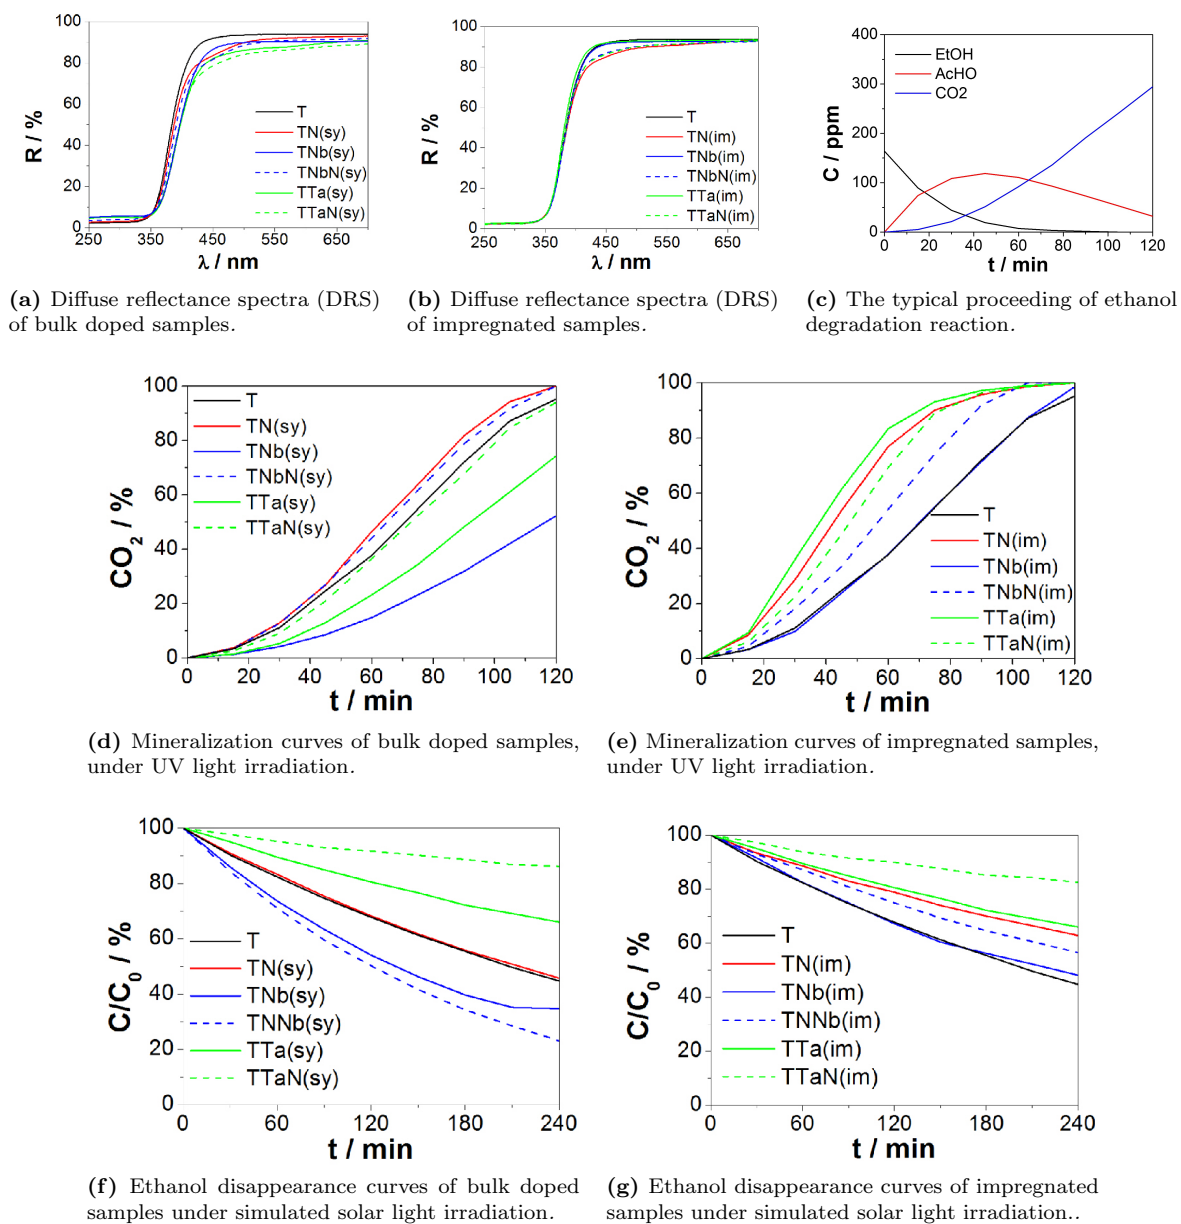 100
80
60
40
20
0
R / %
T
TN(sy)
TNb(sy)
TNbN(sy)
TTa(sy)
TTaN(sy)
250 350 450 550 650
λ / nm
100
80
60
40
20
0
R / %
T
TN(im)
TNb(im)
TNbN(im)
TTa(im)
TTaN(im)
250 350 450 550 650
λ / nm
400
300
200
100
0
C / ppm
EtOH
AcHO
CO2
0 20 40 60 80 100 120
t / min
(a) Diffuse reflectance spectra (DRS)
of bulk doped samples.
(b) Diffuse reflectance spectra (DRS)
of impregnated samples.
(c) The typical proceeding of ethanol
degradation reaction.
100
80
60
40
20
0
CO2 / %
T
TN(sy)
TNb(sy)
TNbN(sy)
TTa(sy)
TTaN(sy)
0 20 40 60 80 100 120
t / min
100
80
60
40
20
0
CO2 / %
T
TN(im)
TNb(im)
TNbN(im)
TTa(im)
TTaN(im)
0 20 40 60 80 100 120
t / min
(d) Mineralization curves of bulk doped samples,
under UV light irradiation.
(e) Mineralization curves of impregnated samples,
under UV light irradiation.
100
80
60
40
20
0
C/C0 / %
T
TN(sy)
TNb(sy)
TNNb(sy)
TTa(sy)
TTaN(sy)
0 60 120 180 240
t / min
100
80
60
40
20
0
C/C0 / %
T
TN(im)
TNb(im)
TNNb(im)
TTa(im)
TTaN(im)
0 60 120 180 240
t / min
(f) Ethanol disappearance curves of bulk doped
samples under simulated solar light irradiation.
(g) Ethanol disappearance curves of impregnated
samples under simulated solar light irradiation..